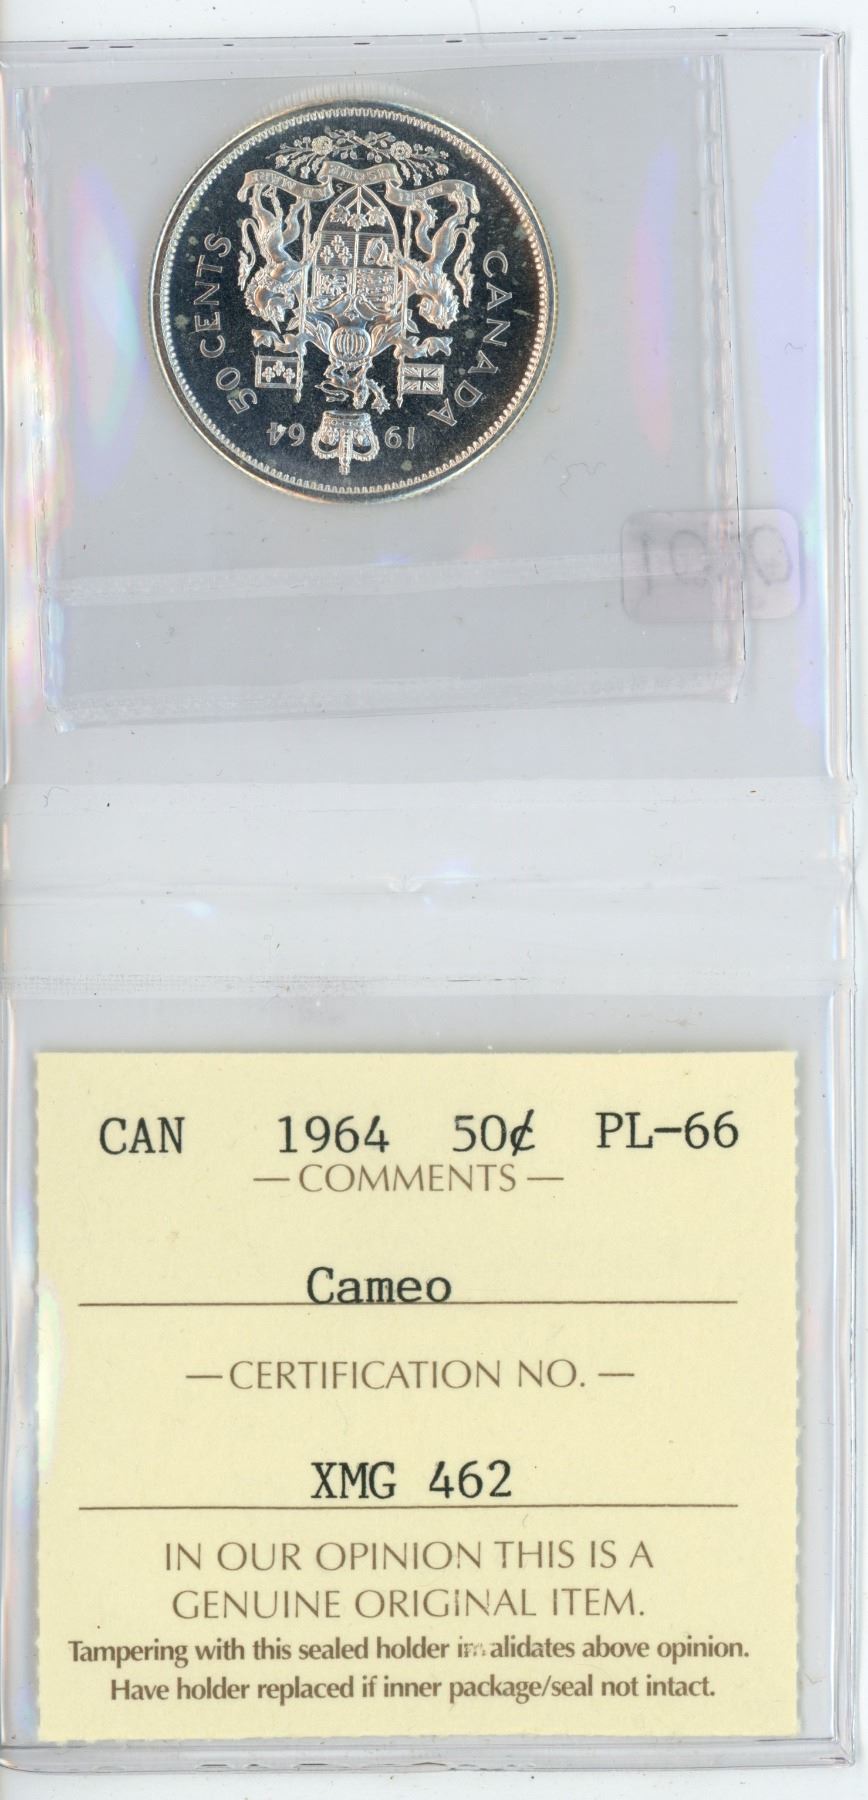 50 CENTS
CANADA
1964
CAN 1964 50¢ PL-66
— COMMENTS —
Cameo
— CERTIFICATION NO. —
XMG 462
IN OUR OPINION THIS IS A
GENUINE ORIGINAL ITEM.
Tampering with this sealed holder alidates above opinion.
Have holder replaced if inner package/seal not intact.